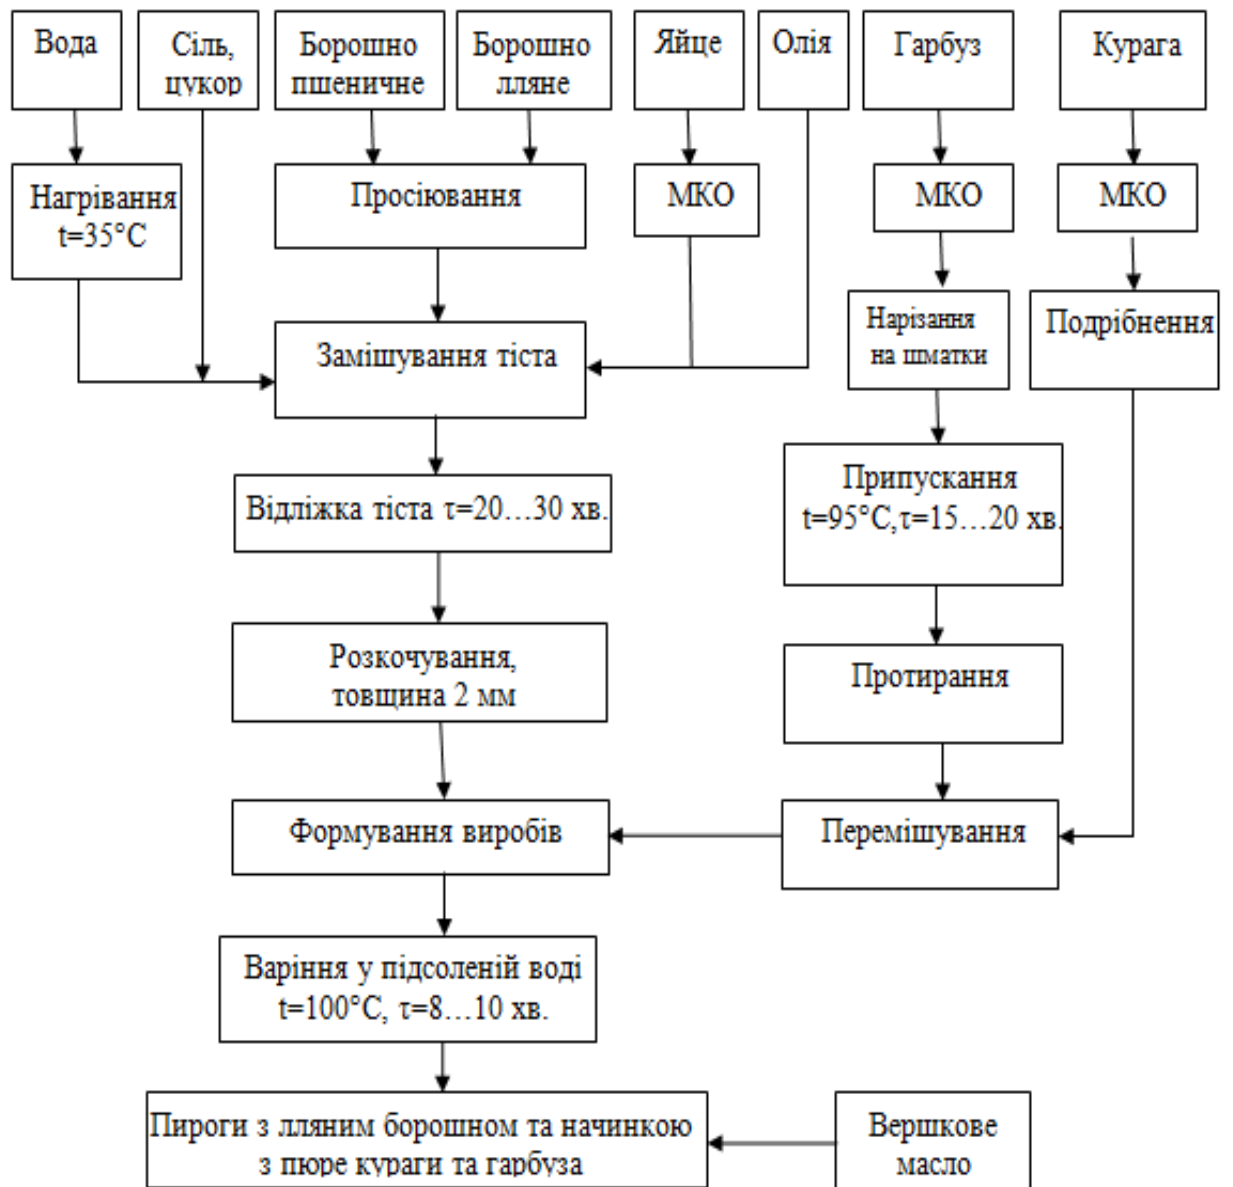 Вода
Сіль,
цукор
Борошно
пшеничне
Борошно
лляне
Яйце
Олія
Гарбуз
Курага
Нагрівання
t=35°C
Просіювання
МКО
МКО
МКО
Замішування тіста
Нарізання
на шматки
Подрібнення
Відліжка тіста τ=20…30 хв.
Припускання
t=95°C,τ=15…20 хв.
Розкочування,
товщина 2 мм
Протирання
Формування виробів
Перемішування
Варіння у підсоленій воді
t=100°C, τ=8…10 хв.
Пироги з лляним борошном та начинкою
з пюре кураги та гарбуза
Вершкове
масло